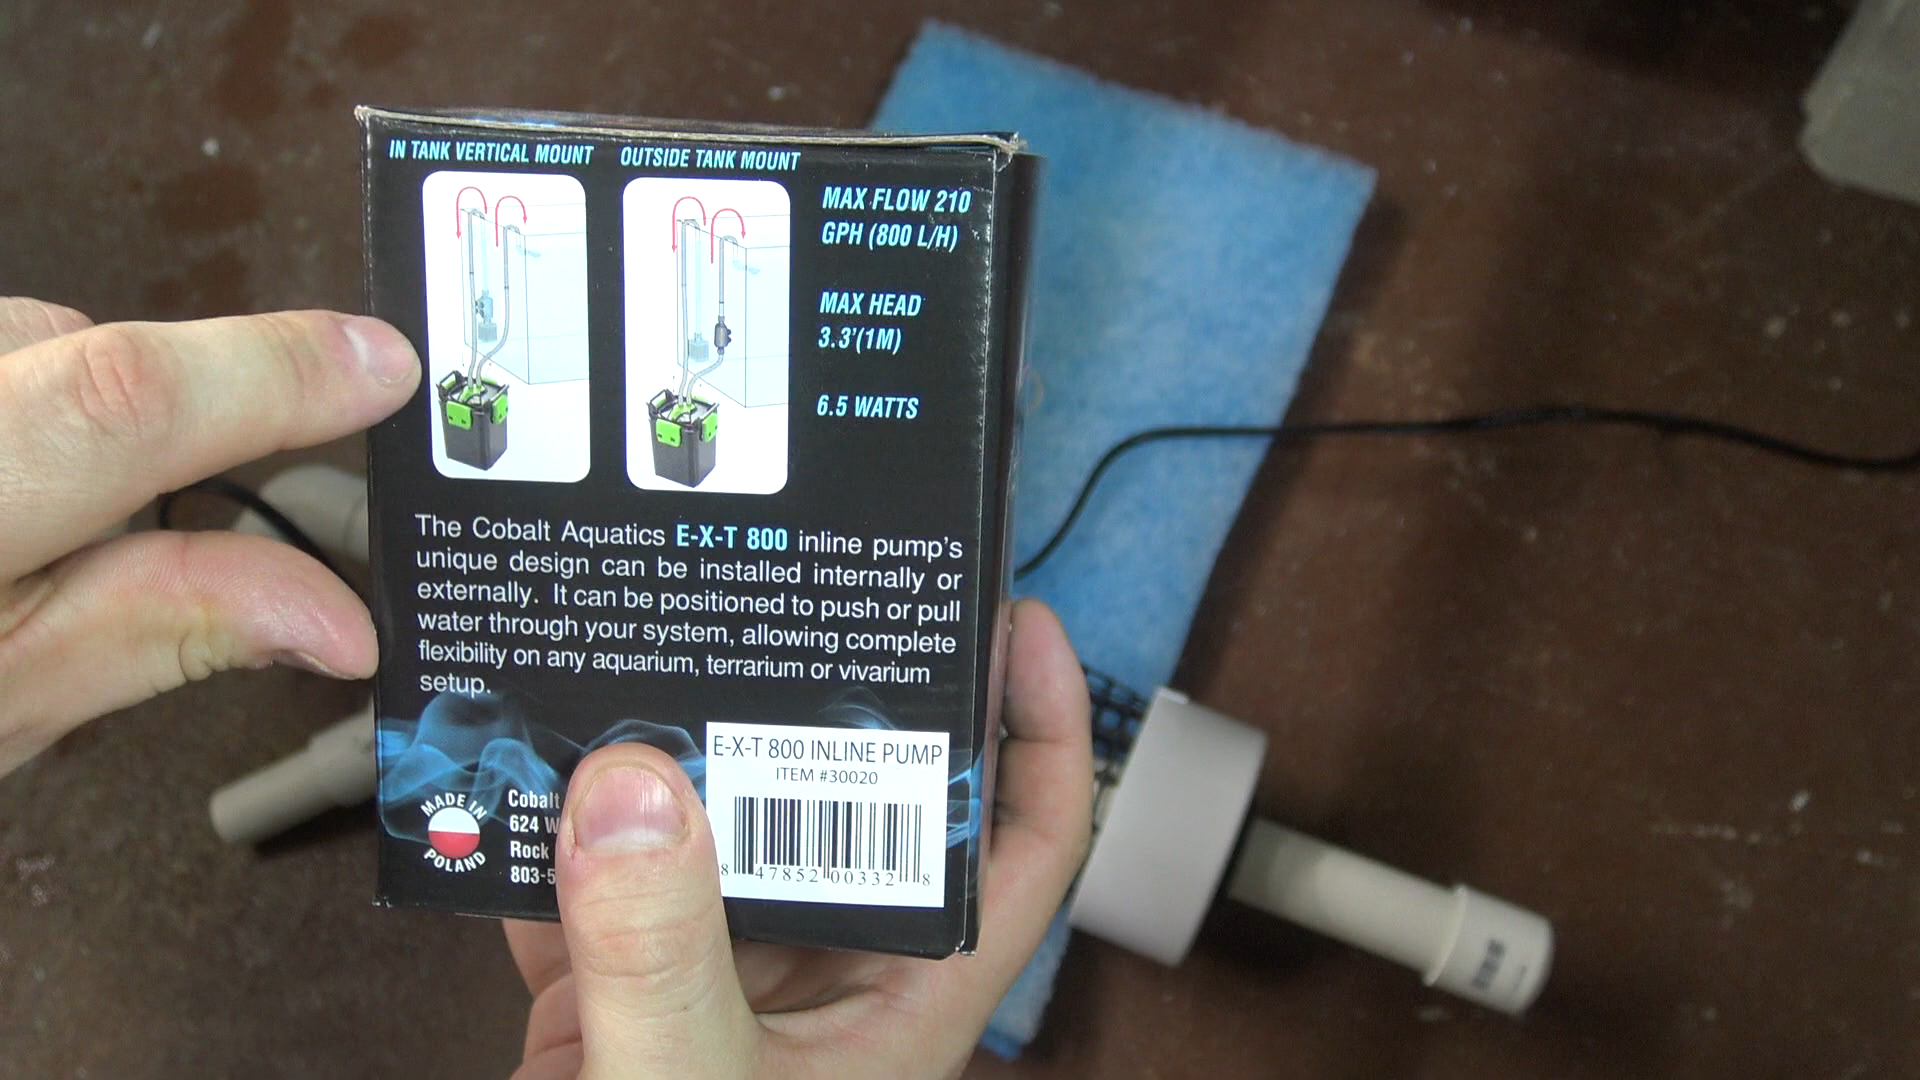 IN TANK VERTICAL MOUNT
OUTSIDE TANK MOUNT
MAX FLOW 210
GPH (800 L/H)
MAX HEAD
3.3'(1M)
6.5 WATTS
The Cobalt Aquatics E-X-T 800 inline pump's
unique design can be installed internally or
externally. It can be positioned to push or pull
water through your system, allowing complete
flexibility on any aquarium, terrarium or vivarium
setup.
E-X-T 800 INLINE PUMP
ITEM #30020
8 47852 00332 8
MADE IN
POLAND
Cobalt
624 W
Rock
803-5